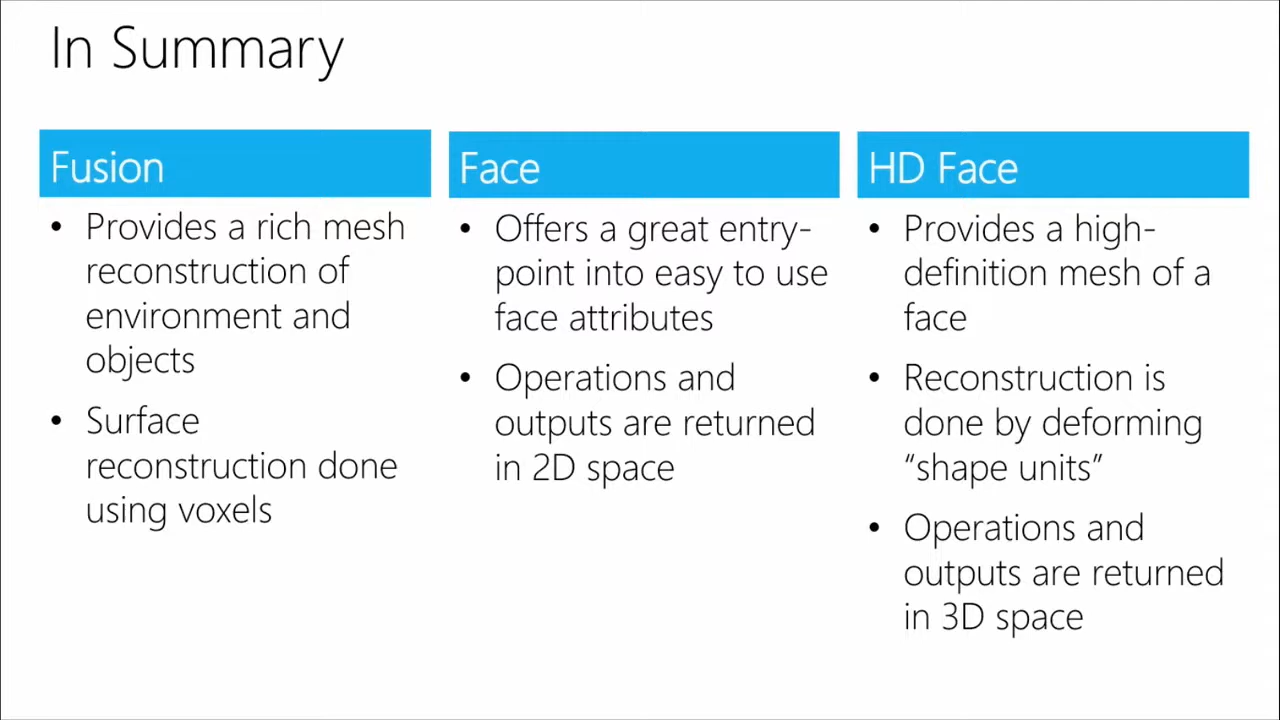 In Summary
Fusion
• Provides a rich mesh
reconstruction of
environment and
objects
• Surface
reconstruction done
using voxels
Face
• Offers a great entry-
point into easy to use
face attributes
• Operations and
outputs are returned
in 2D space
HD Face
• Provides a high-
definition mesh of a
face
• Reconstruction is
done by deforming
“shape units”
• Operations and
outputs are returned
in 3D space